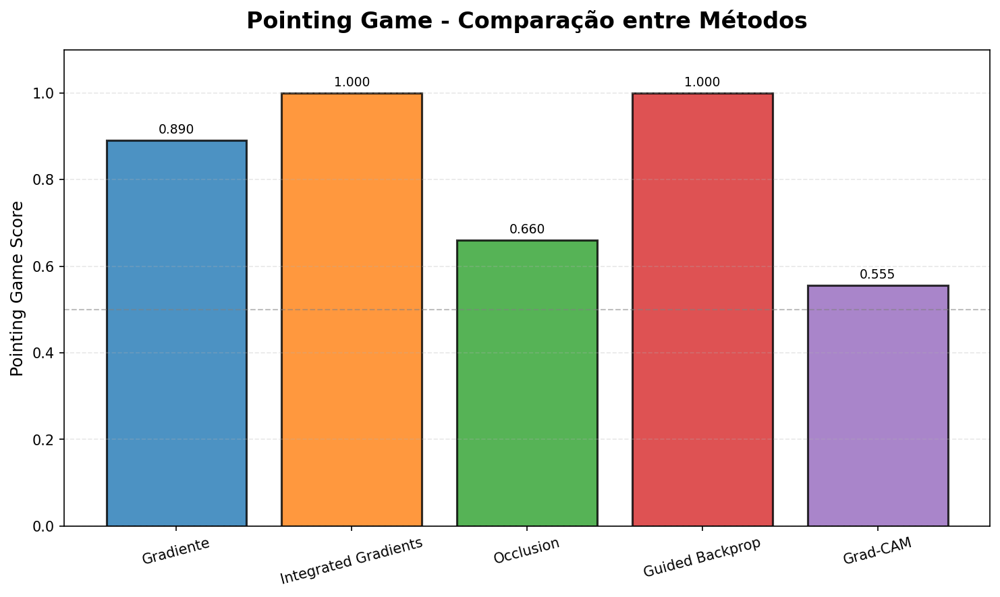 Pointing Game - Comparação entre Métodos
Pointing Game Score
1.0
0.8
0.6
0.4
0.2
0.0
0.890
1.000
0.660
1.000
0.555
Gradiente
Integrated Gradients
Occlusion
Guided Backprop
Grad-CAM